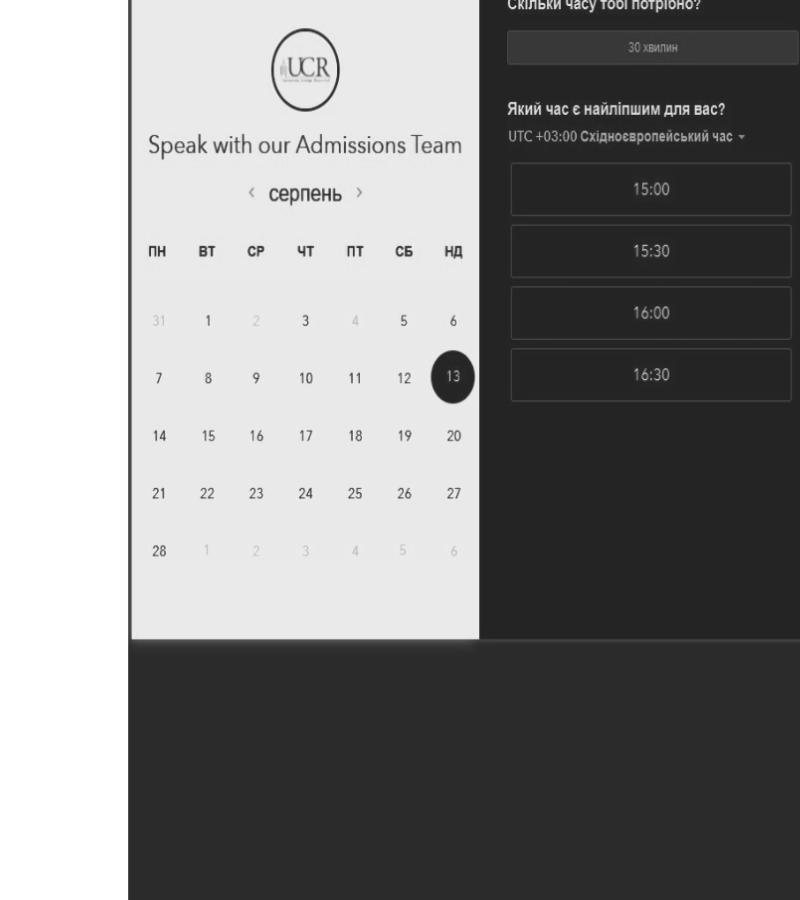 UCR
Speak with our Admissions Team
‹ серпень ›
ПН ВТ СР ЧТ ПТ СБ НД
31 1 2 3 4 5 6
7 8 9 10 11 12 13
14 15 16 17 18 19 20
21 22 23 24 25 26 27
28 1 2 3 4 5 6
Скільки часу тобі потрібно?
30 хвилин
Який час є найліпшим для вас?
UTC +03:00 Східноєвропейський час
15:00
15:30
16:00
16:30